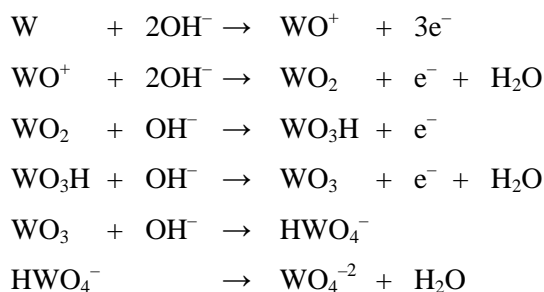 W + 2OH⁻ → WO⁺ + 3e⁻
WO⁺ + 2OH⁻ → WO₂ + e⁻ + H₂O
WO₂ + OH⁻ → WO₃H + e⁻
WO₃H + OH⁻ → WO₃ + e⁻ + H₂O
WO₃ + OH⁻ → HWO₄⁻
HWO₄⁻ → WO₄⁻² + H₂O